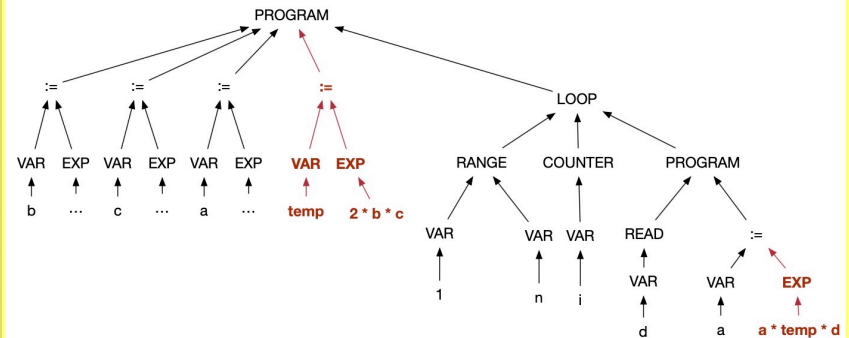 PROGRAM
:= := := :=
LOOP
VAR EXP VAR EXP VAR EXP VAR EXP RANGE COUNTER PROGRAM
b ... c ... a ... temp 2 * b * c
VAR VAR VAR READ :=
1 n i VAR VAR EXP
d a a * temp * d